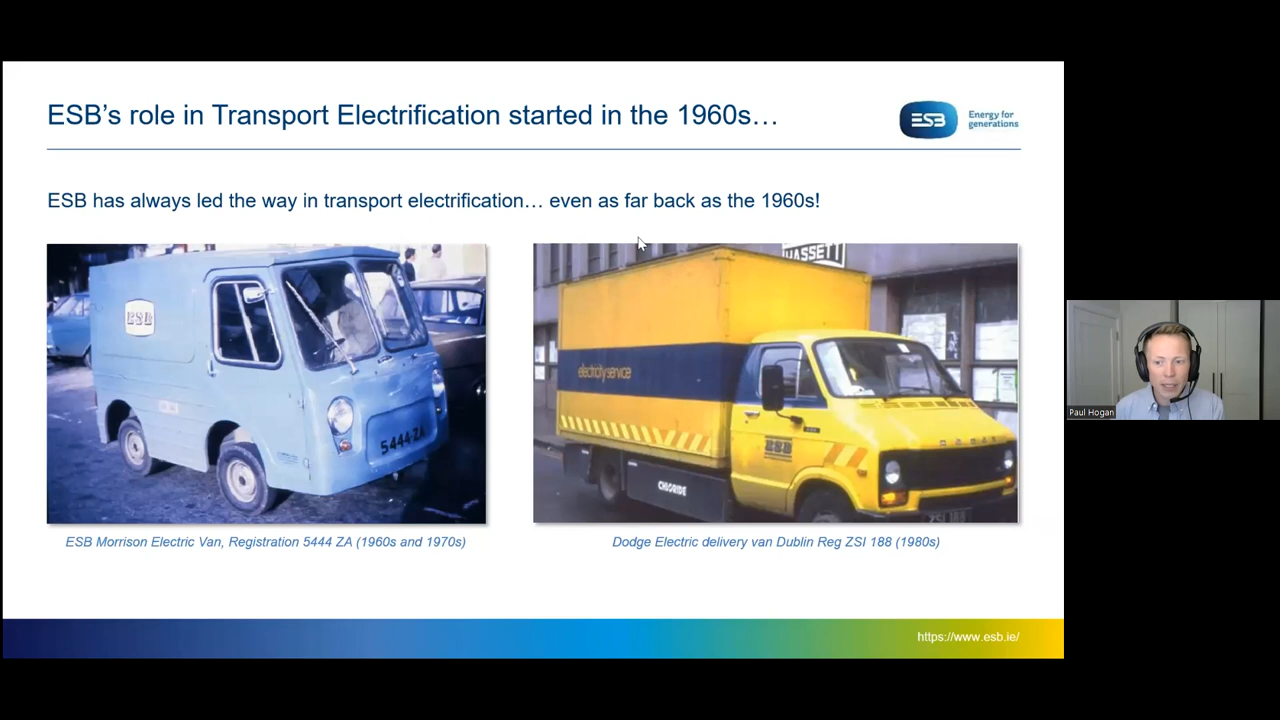 ESB's role in Transport Electrification started in the 1960s…
ESB
Energy for
generations
ESB has always led the way in transport electrification… even as far back as the 1960s!
ESB
5444 ZA
HASSETT
electricity service
ESB
DODGE
CHLORIDE
ZSI 188
ESB Morrison Electric Van, Registration 5444 ZA (1960s and 1970s)
Dodge Electric delivery van Dublin Reg ZSI 188 (1980s)
https://www.esb.ie/
Paul Hogan